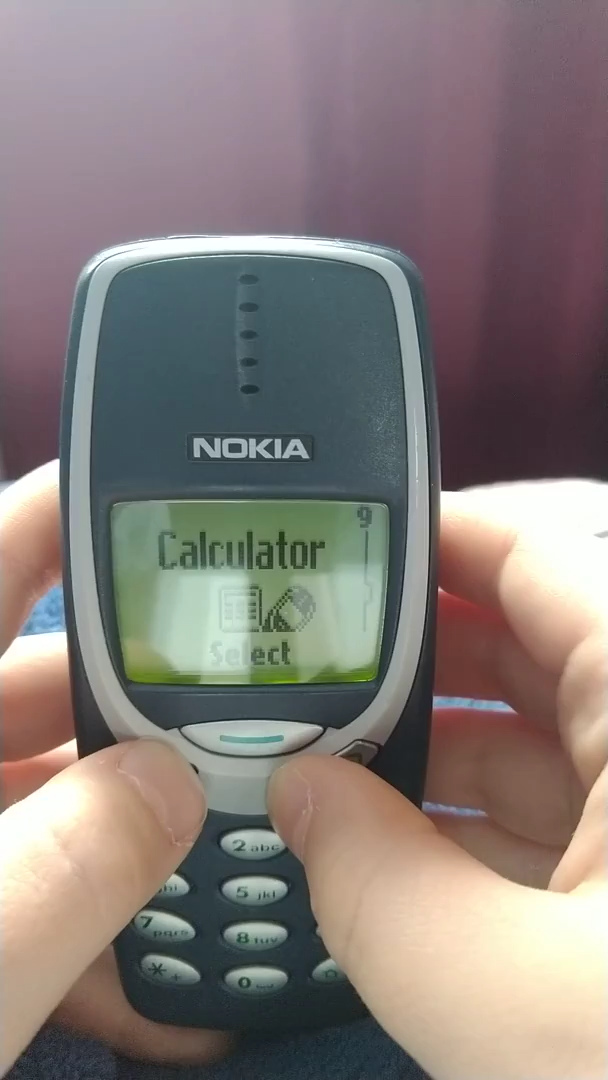 NOKIA
9
Calculator
Select
2 abc
5 jkl
7 pqrs
8 tuv
* +
0